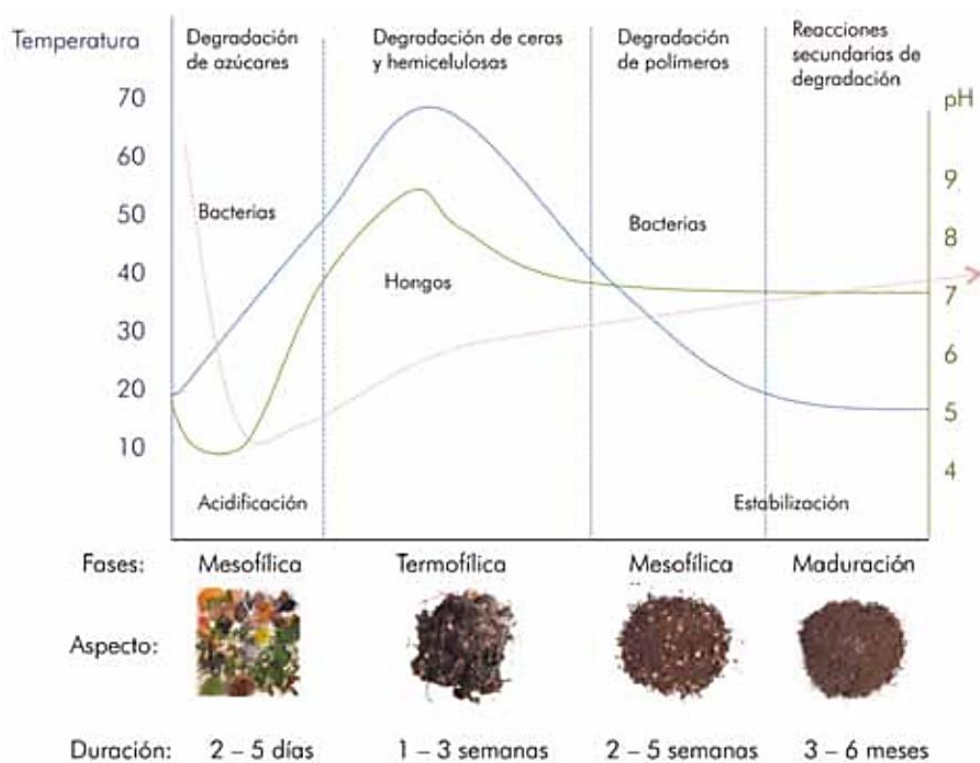 Temperatura
Degradación
de azúcares
Degradación de ceras
y hemicelulosas
Degradación
de polímeros
Reacciones
secundarias de
degradación
pH
70
60
50
40
30
20
10
9
8
7
6
5
4
Bacterias
Hongos
Bacterias
Acidificación
Estabilización
Fases: Mesofílica Termofílica Mesofílica Maduración
Aspecto:
Duración: 2 – 5 días 1 – 3 semanas 2 – 5 semanas 3 – 6 meses